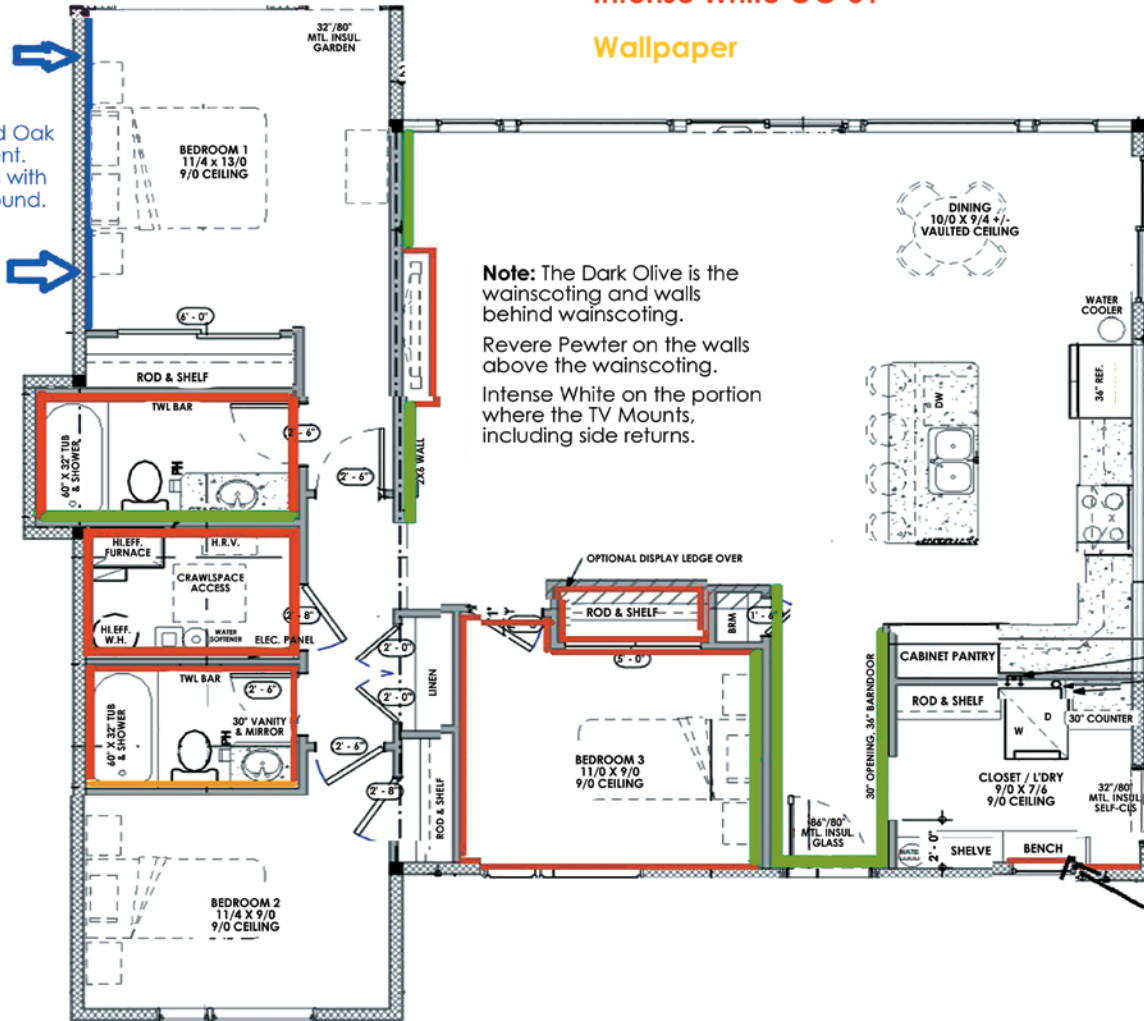 Wallpaper
32"/80"
MTL. INSUL.
GARDEN
BEDROOM 1
11/4 x 13/0
9/0 CEILING
d Oak
with
ound.
DINING
10/0 X 9/4 +/-
VAULTED CEILING
Note: The Dark Olive is the
wainscoting and walls
behind wainscoting.
Revere Pewter on the walls
above the wainscoting.
Intense White on the portion
where the TV Mounts,
including side returns.
WATER
COOLER
6' - 0"
ROD & SHELF
36" REF.
DW
TWL BAR
2' - 6"
60" X 32" TUB
& SHOWER
PH
2' - 6"
2X6 WALL
HI.EFF.
FURNACE
H.R.V.
CRAWLSPACE
ACCESS
2' - 8"
HI.EFF.
W.H.
WATER
SOFTENER
ELEC. PANEL
OPTIONAL DISPLAY LEDGE OVER
ROD & SHELF
BRM
1' - 6"
5' - 0"
2' - 0"
LINEN
2' - 0"
TWL BAR
2' - 6"
60" X 32" TUB
& SHOWER
PH
30" VANITY
& MIRROR
2' - 6"
2' - 8"
ROD & SHELF
BEDROOM 3
11/0 X 9/0
9/0 CEILING
30" OPENING, 36" BARNDOOR
86"/80"
MTL. INSUL.
GLASS
CABINET PANTRY
ROD & SHELF
W
D
30" COUNTER
CLOSET / L'DRY
9/0 X 7/6
9/0 CEILING
32"/80"
MTL. INSUL.
SELF-CLS
2' - 0"
SHELVE
BENCH
BEDROOM 2
11/4 X 9/0
9/0 CEILING